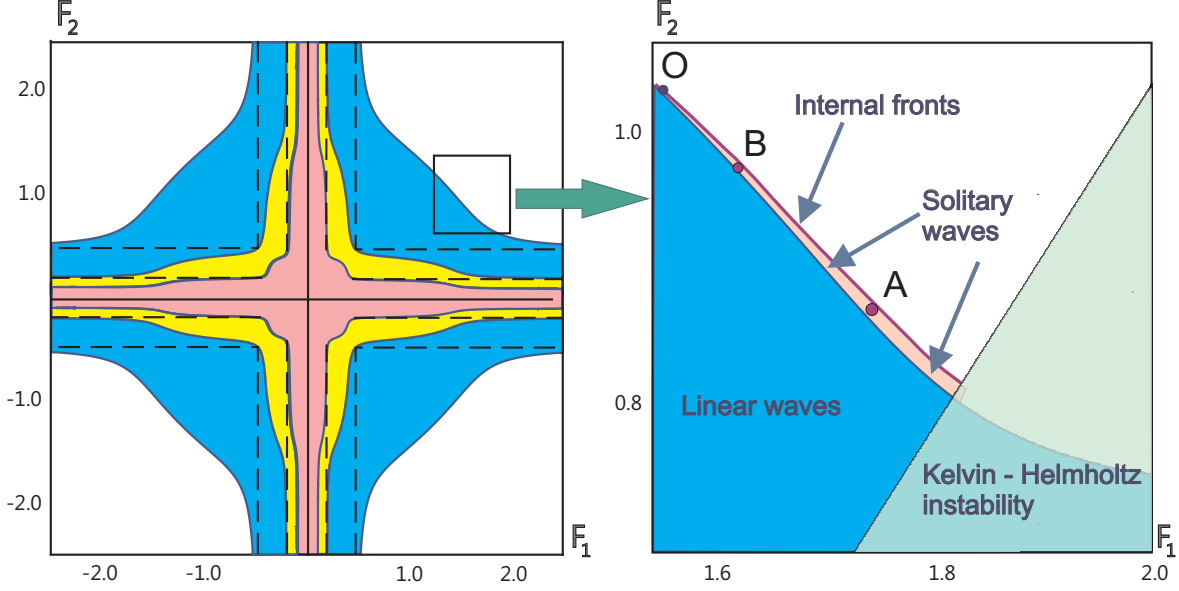 𝔽2
2.0
1.0
-1.0
-2.0
-2.0
-1.0
1.0
2.0
𝔽1
𝔽2
O
Internal fronts
1.0
B
Solitary
waves
A
0.8
Linear waves
Kelvin - Helmholtz
instability
𝔽1
1.6
1.8
2.0